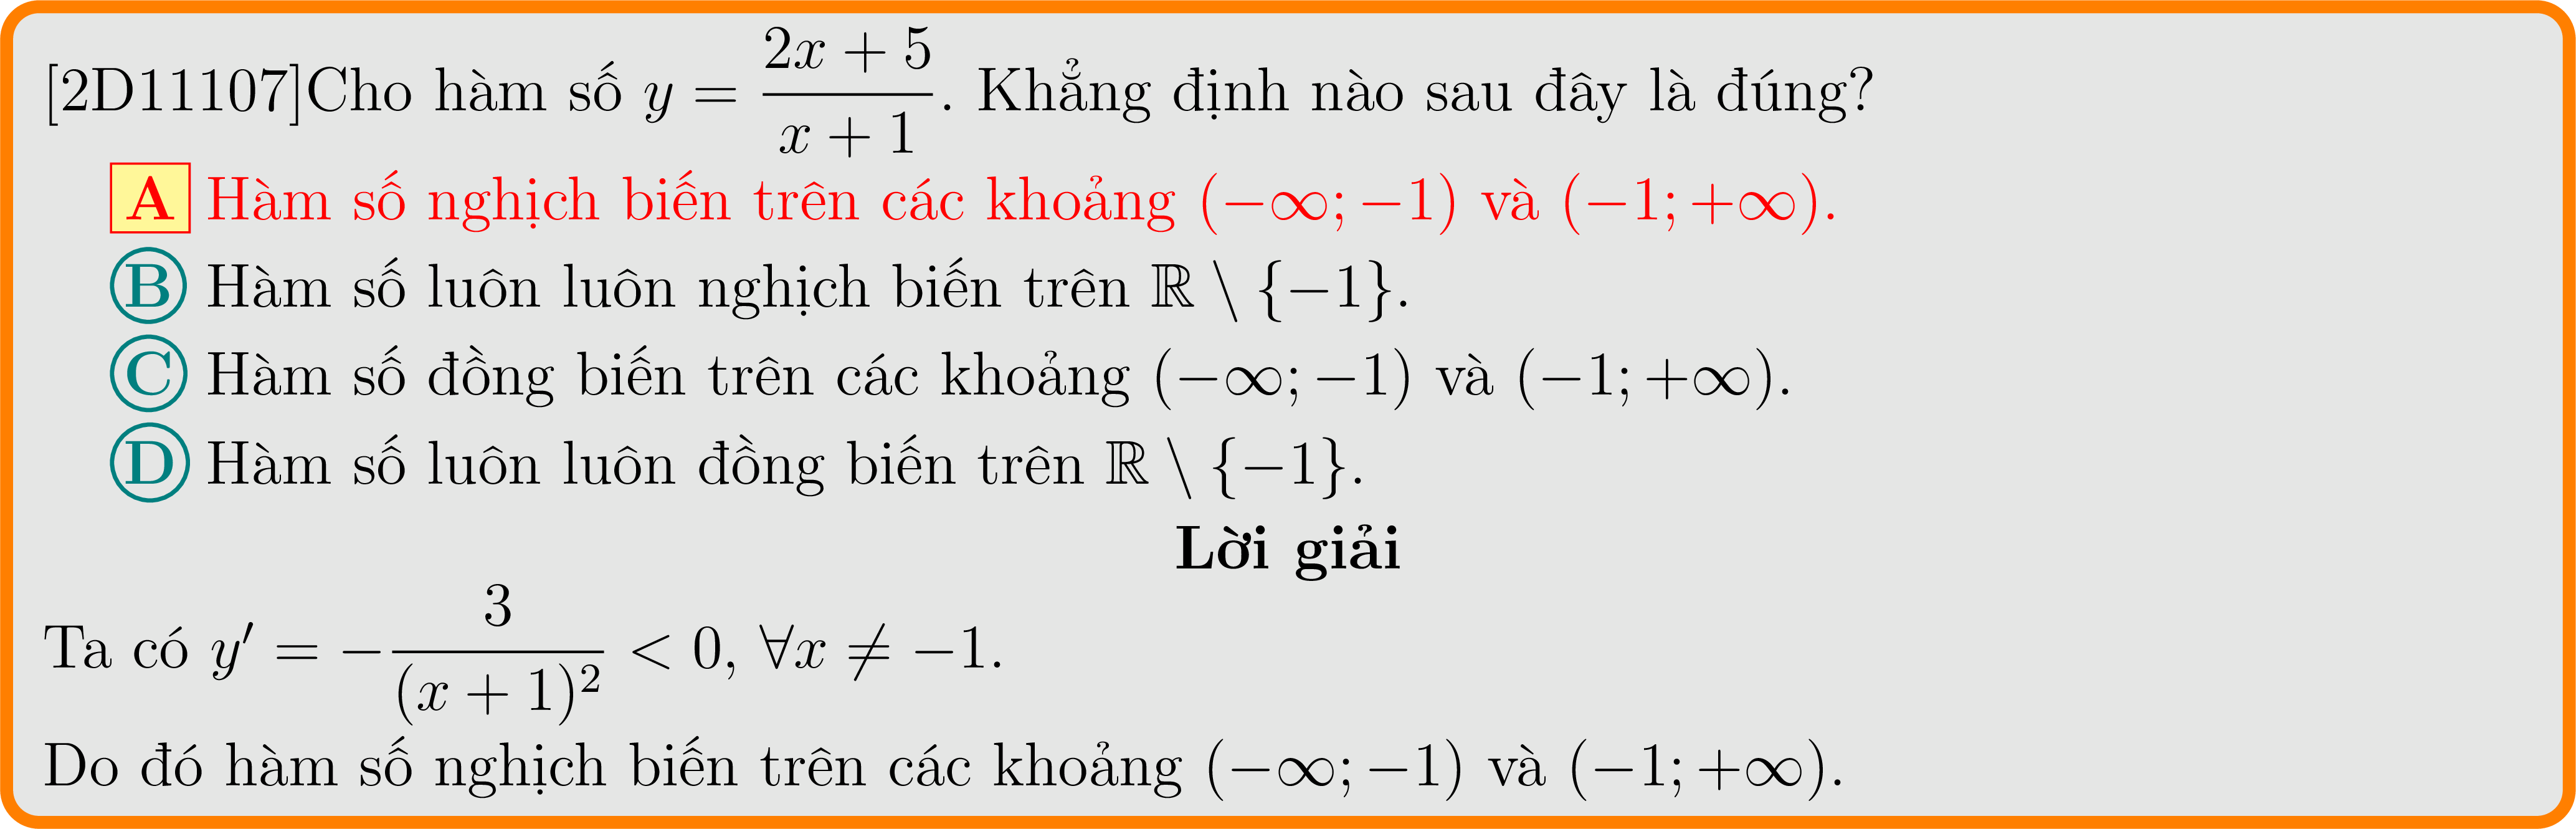 [2D11107]Cho hàm số $y = \dfrac{2x + 5}{x + 1}$. Khẳng định nào sau đây là đúng?
A Hàm số nghịch biến trên các khoảng $(-\infty; -1)$ và $(-1; +\infty)$.
B Hàm số luôn luôn nghịch biến trên $\mathbb{R} \setminus \{-1\}$.
C Hàm số đồng biến trên các khoảng $(-\infty; -1)$ và $(-1; +\infty)$.
D Hàm số luôn luôn đồng biến trên $\mathbb{R} \setminus \{-1\}$.
Lời giải
Ta có $y' = -\dfrac{3}{(x + 1)^2} < 0, \forall x \neq -1$.
Do đó hàm số nghịch biến trên các khoảng $(-\infty; -1)$ và $(-1; +\infty)$.